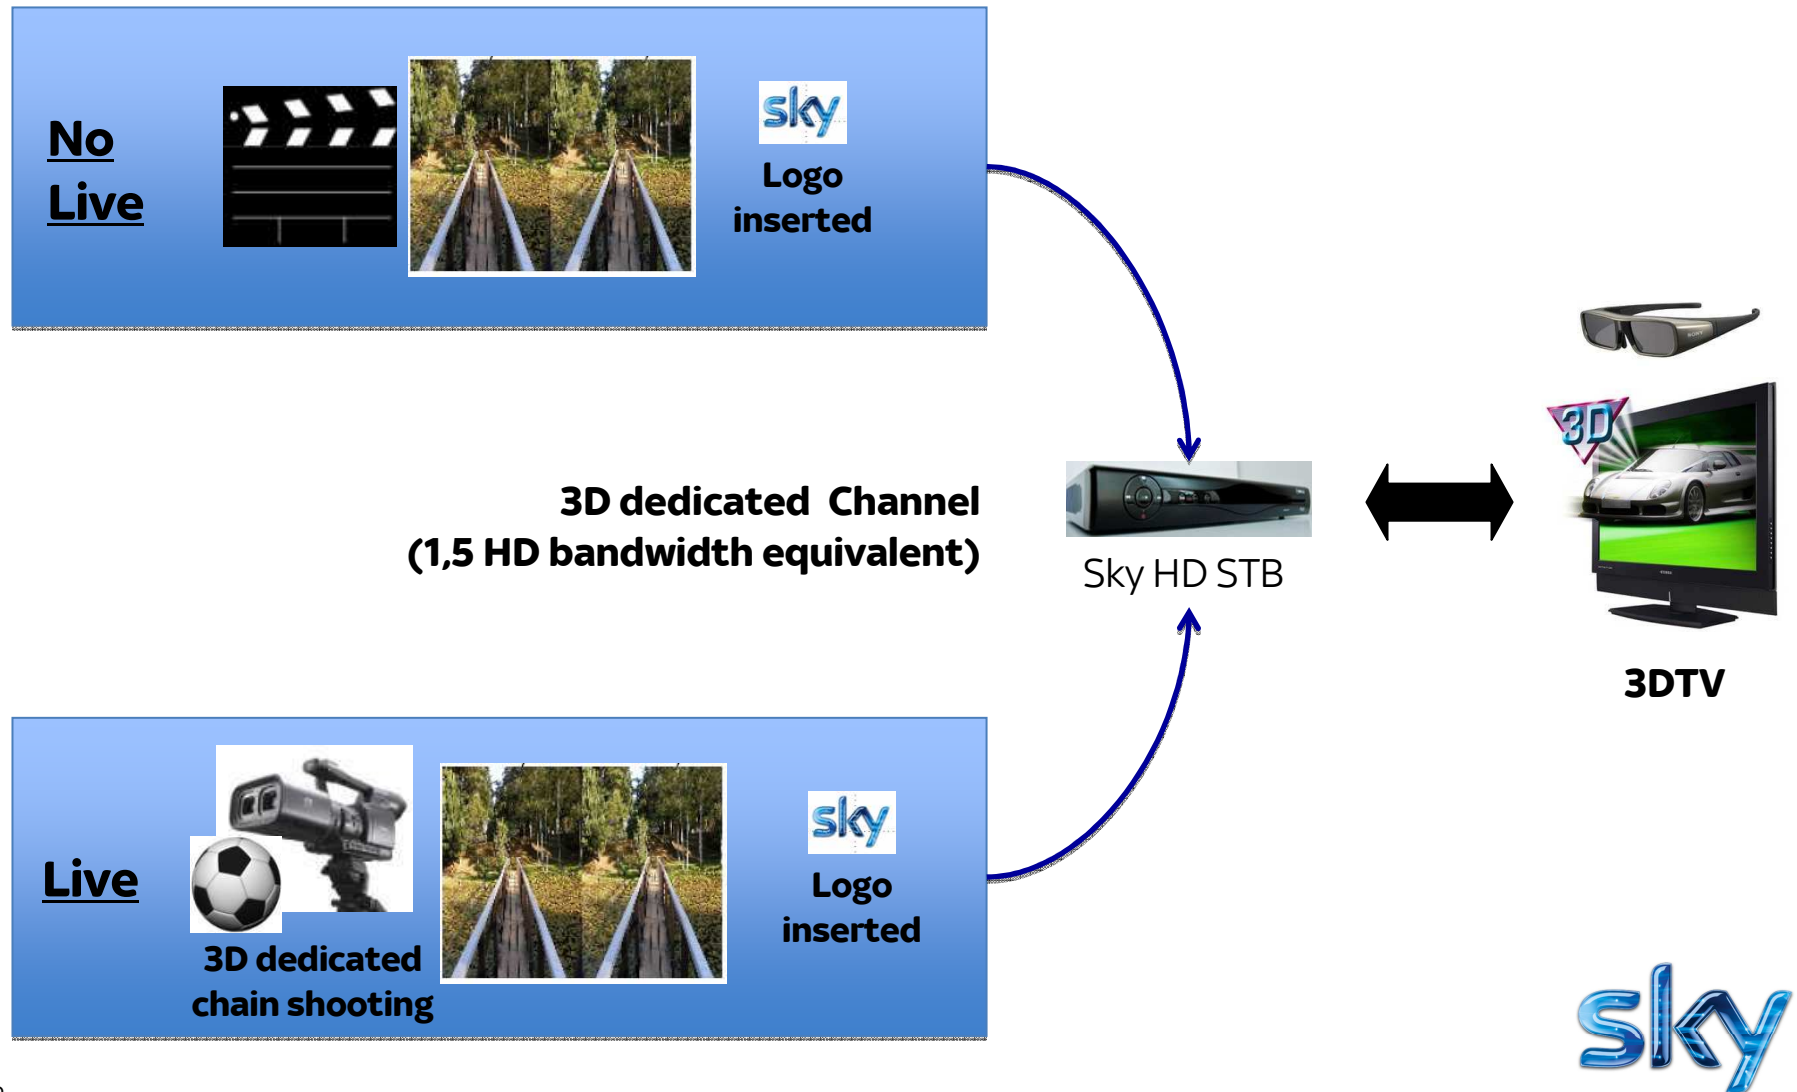 No
Live
sky
Logo
inserted
SONY
3D
3D dedicated Channel
(1,5 HD bandwidth equivalent)
Sky HD STB
3DTV
Live
sky
Logo
inserted
3D dedicated
chain shooting
sky